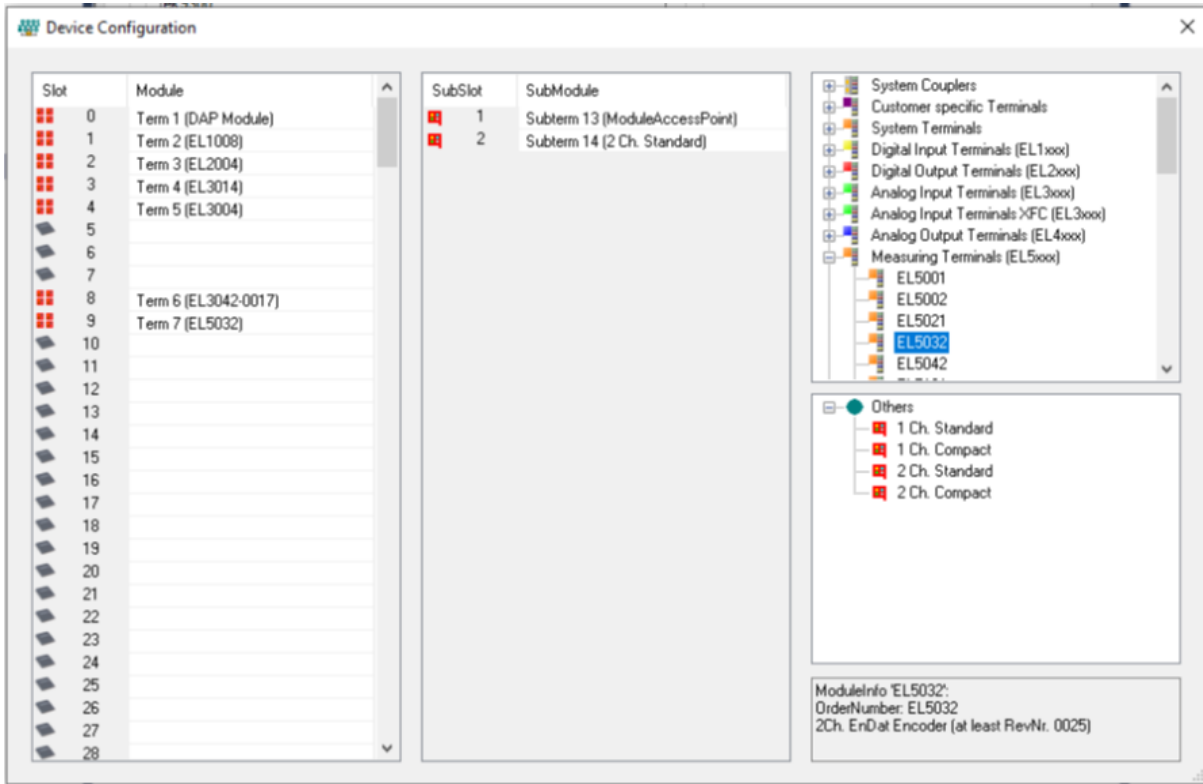 Device Configuration
Slot Module
0 Term 1 (DAP Module)
1 Term 2 (EL1008)
2 Term 3 (EL2004)
3 Term 4 (EL3014)
4 Term 5 (EL3004)
5
6
7
8 Term 6 (EL3042-0017)
9 Term 7 (EL5032)
10
11
12
13
14
15
16
17
18
19
20
21
22
23
24
25
26
27
28
SubSlot SubModule
1 Subterm 13 (ModuleAccessPoint)
2 Subterm 14 (2 Ch. Standard)
System Couplers
Customer specific Terminals
System Terminals
Digital Input Terminals (EL1xxx)
Digital Output Terminals (EL2xxx)
Analog Input Terminals (EL3xxx)
Analog Input Terminals XFC (EL3xxx)
Analog Output Terminals (EL4xxx)
Measuring Terminals (EL5xxx)
EL5001
EL5002
EL5021
EL5032
EL5042
Others
1 Ch. Standard
1 Ch. Compact
2 Ch. Standard
2 Ch. Compact
ModuleInfo 'EL5032':
OrderNumber: EL5032
2Ch. EnDat Encoder (at least RevNr. 0025)